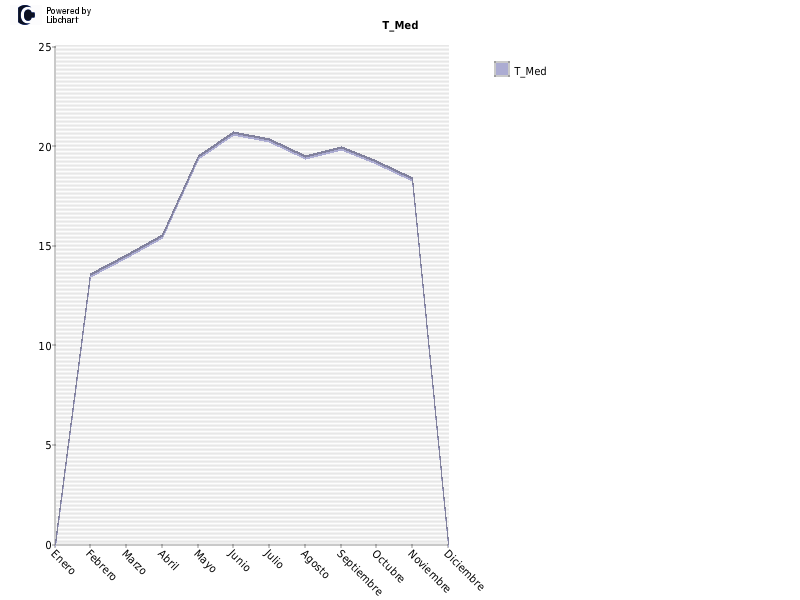 Powered by
Libchart
T_Med
25
20
15
10
5
0
T_Med
Enero
Febrero
Marzo
Abril
Mayo
Junio
Julio
Agosto
Septiembre
Octubre
Noviembre
Diciembre